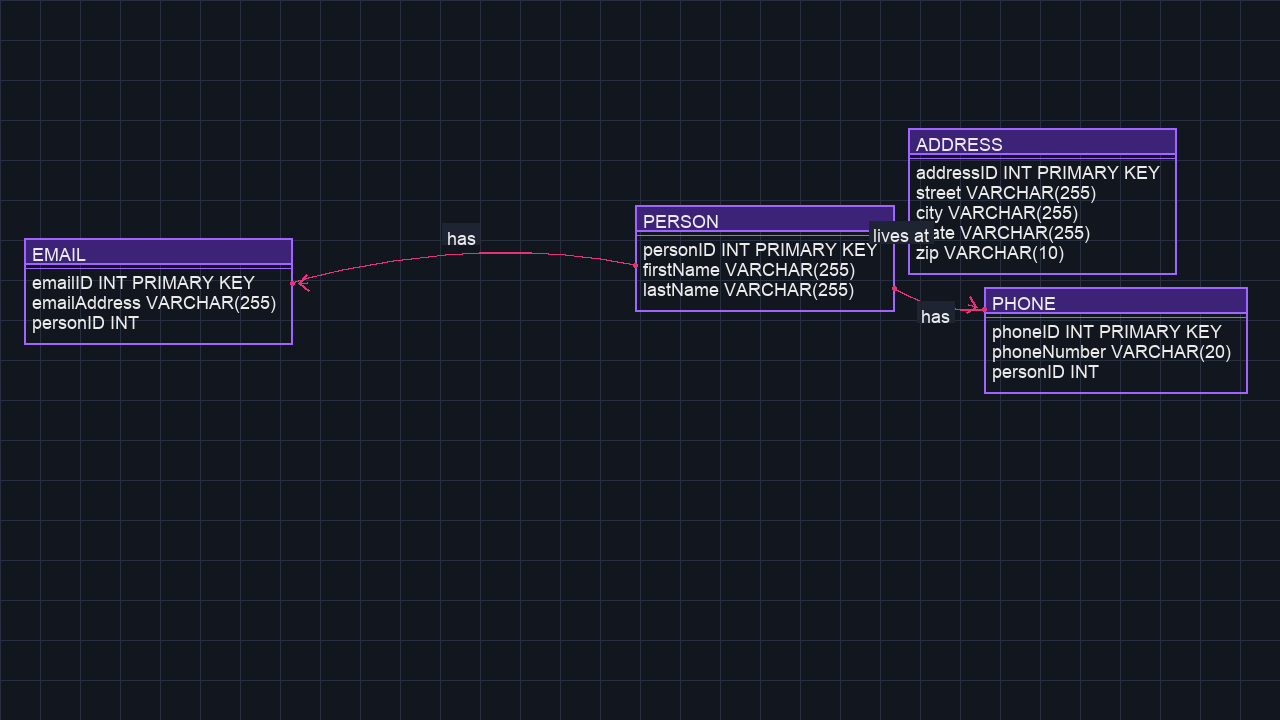 ADDRESS
addressID INT PRIMARY KEY
street VARCHAR(255)
city VARCHAR(255)
VARCHAR(255)
zip VARCHAR(10)
PERSON
personID INT PRIMARY KEY
firstName VARCHAR(255)
lastName VARCHAR(255)
lives at
has
EMAIL
emailID INT PRIMARY KEY
emailAddress VARCHAR(255)
personID INT
has
PHONE
phoneID INT PRIMARY KEY
phoneNumber VARCHAR(20)
personID INT